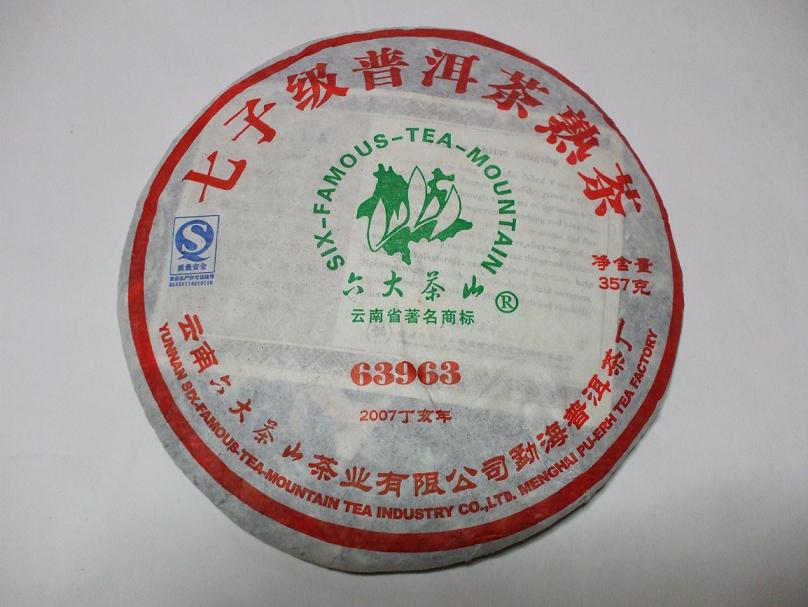 七子级普洱茶熟茶
SIX-FAMOUS-TEA-MOUNTAIN
六大茶山®
云南省著名商标
质量安全
净含量
357克
63963
2007丁亥年
云南六大茶山茶业有限公司勐海普洱茶厂
YUNNAN SIX-FAMOUS-TEA-MOUNTAIN TEA INDUSTRY CO.,LTD. MENGHAI PU-ERH TEA FACTORY